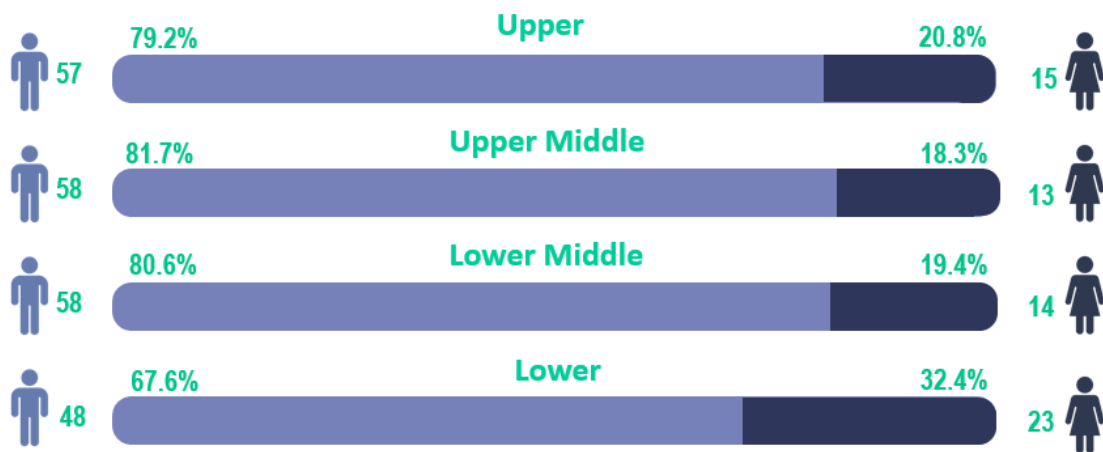 Upper
79.2% 20.8%
57 15
Upper Middle
81.7% 18.3%
58 13
Lower Middle
80.6% 19.4%
58 14
Lower
67.6% 32.4%
48 23